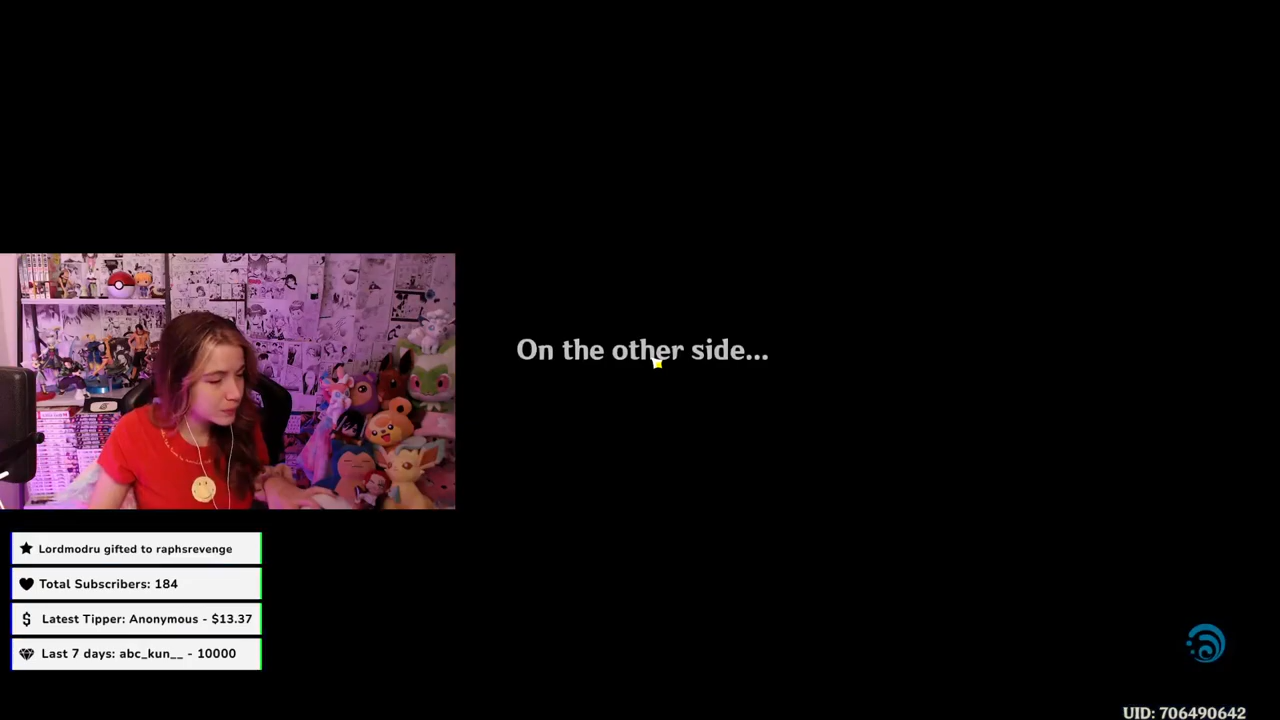 On the other side...
Lordmodru gifted to raphsrevenge
Total Subscribers: 184
$ Latest Tipper: Anonymous - $13.37
Last 7 days: abc_kun__ - 10000
UID: 706490642